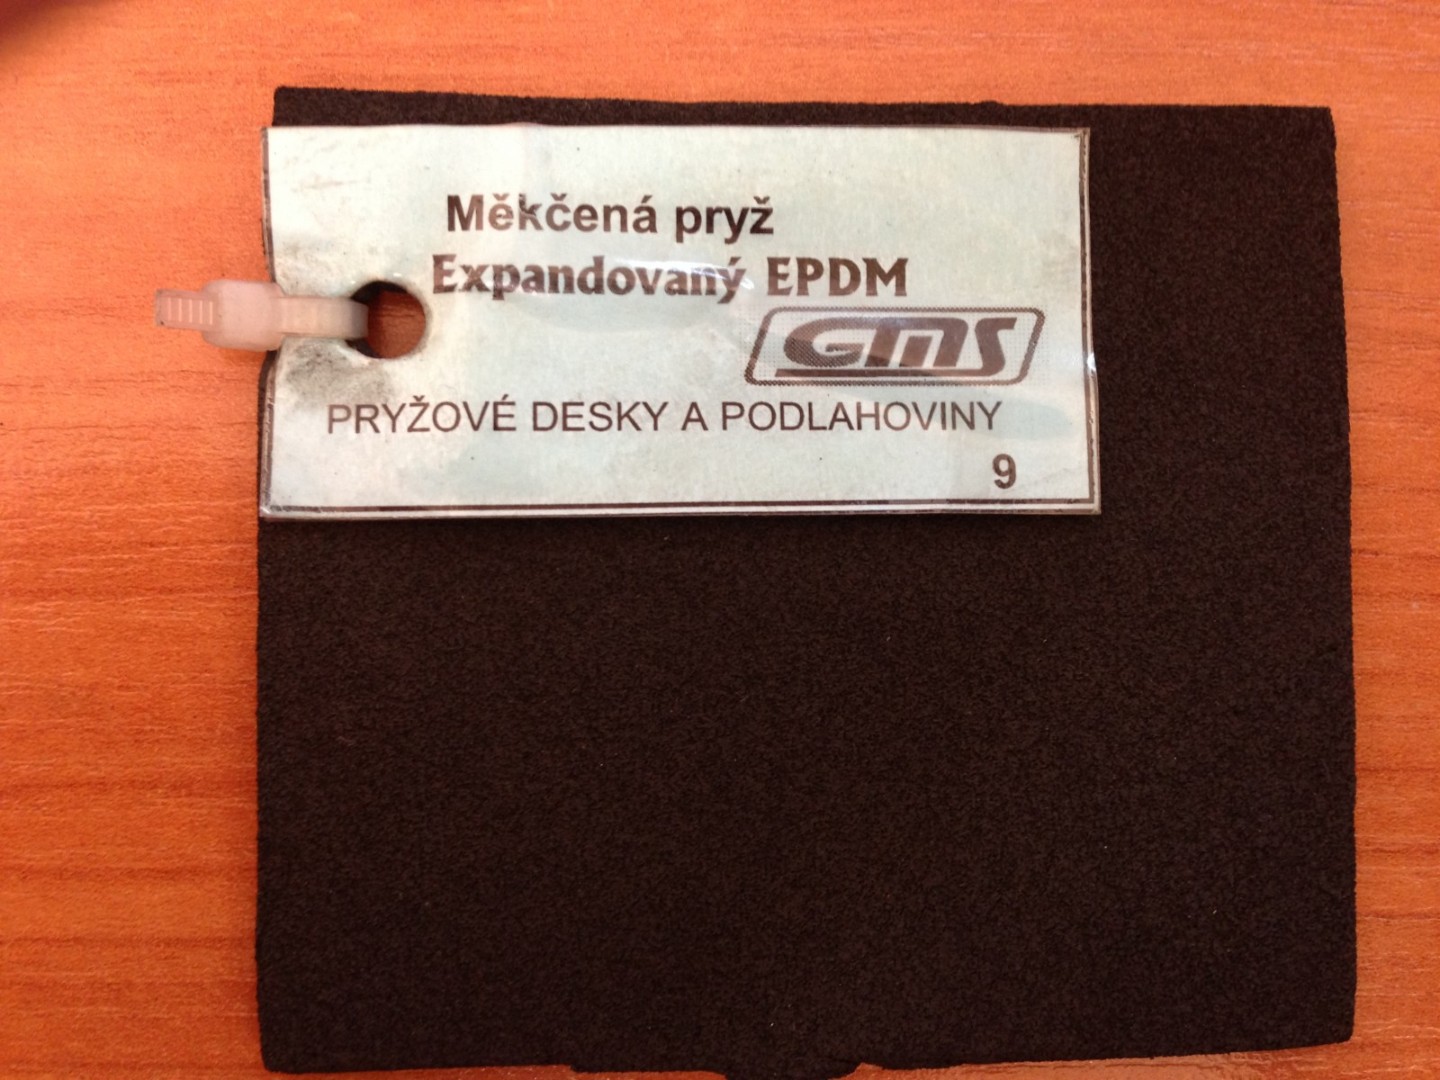 Měkčená pryž
Expandovaný EPDM
GMS
PRYŽOVÉ DESKY A PODLAHOVINY
9